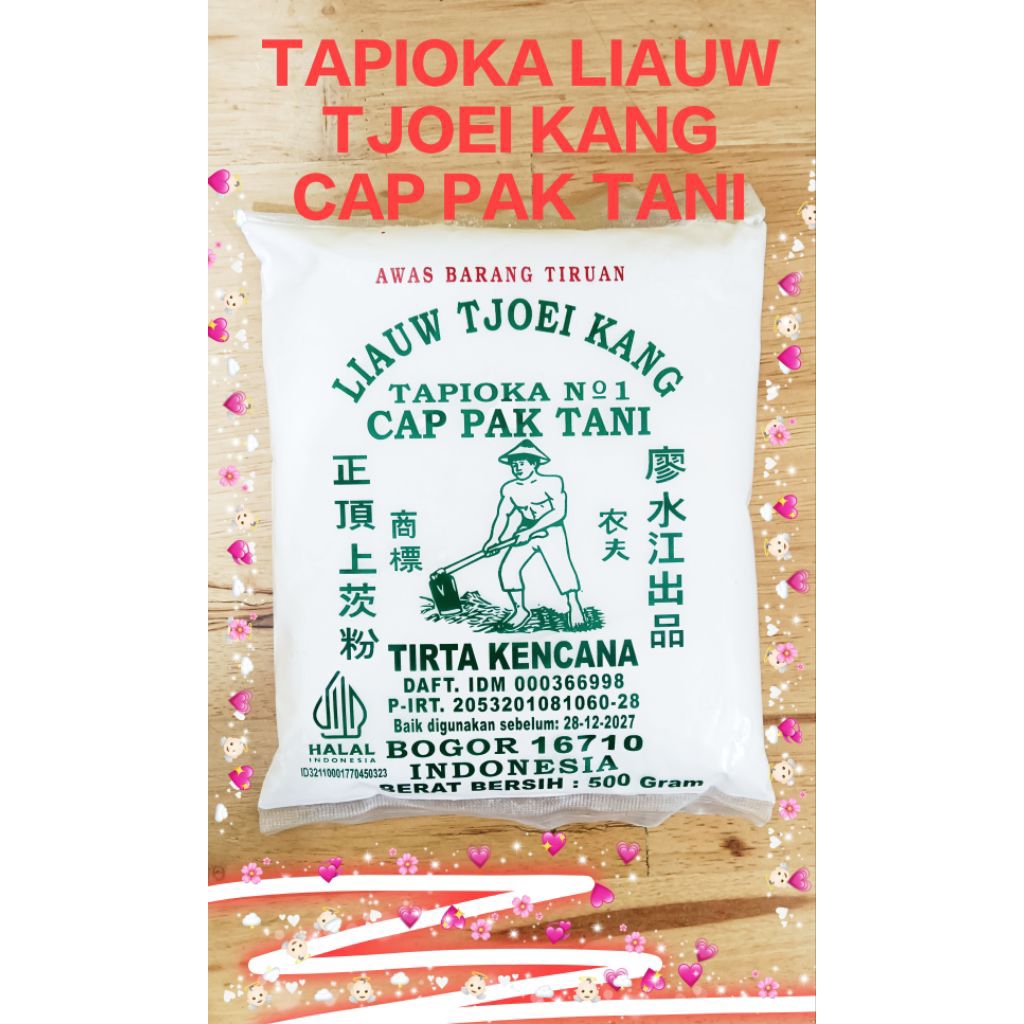 TAPIOKA LIAUW
TJOEI KANG
CAP PAK TANI
AWAS BARANG TIRUAN
LIAUW TJOEI KANG
TAPIOKA Nº1
CAP PAK TANI
正頂上茨粉
商標
农夫
廖水江出品
TIRTA KENCANA
DAFT. IDM 000366998
P-IRT. 2053201081060-28
Baik digunakan sebelum: 28-12-2027
HALAL
INDONESIA
ID32110001770450323
BOGOR 16710
INDONESIA
BERAT BERSIH : 500 Gram